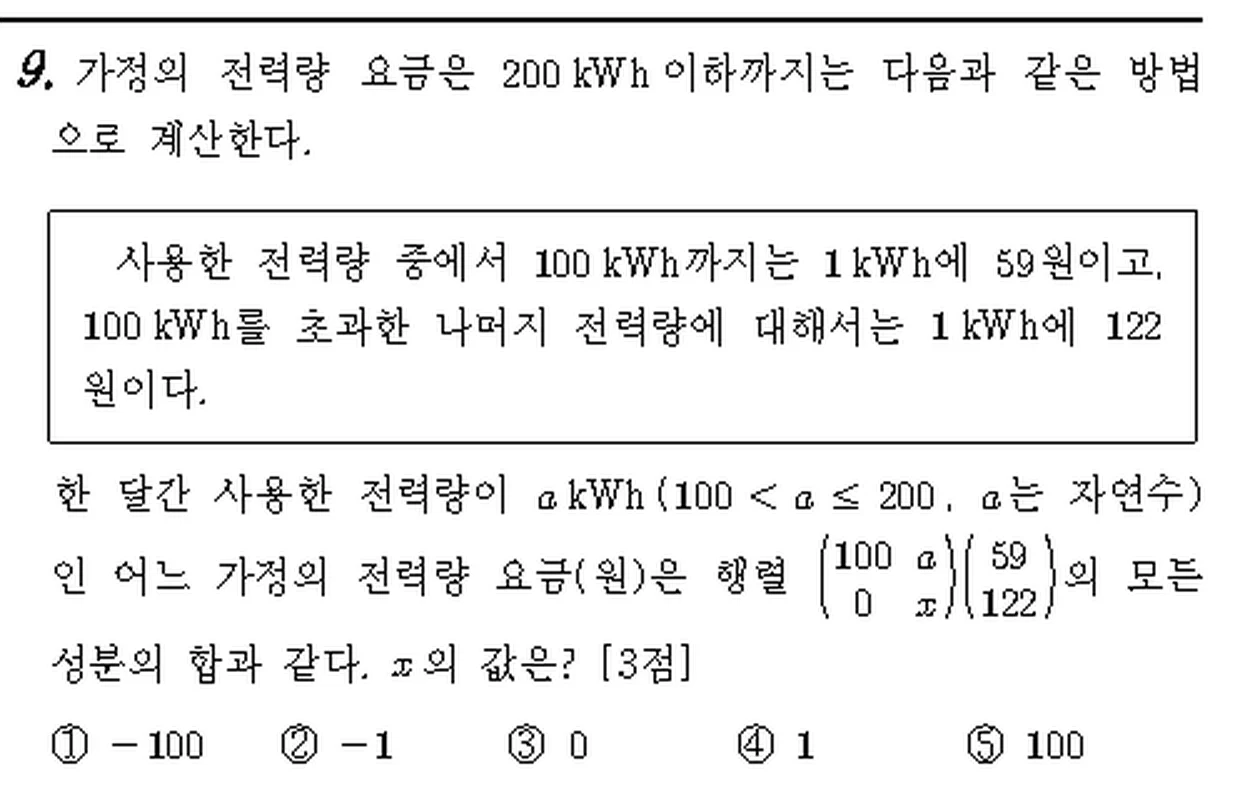 9. 가정의 전력량 요금은 200 kWh 이하까지는 다음과 같은 방법
으로 계산한다.
사용한 전력량 중에서 100 kWh까지는 1 kWh에 59원이고,
100 kWh를 초과한 나머지 전력량에 대해서는 1 kWh에 122
원이다.
한 달간 사용한 전력량이 a kWh (100 < a ≤ 200, a는 자연수)
인 어느 가정의 전력량 요금(원)은 행렬 (100 a; 0 x)(59; 122)의 모든
성분의 합과 같다. x의 값은? [3점]
① -100 ② -1 ③ 0 ④ 1 ⑤ 100